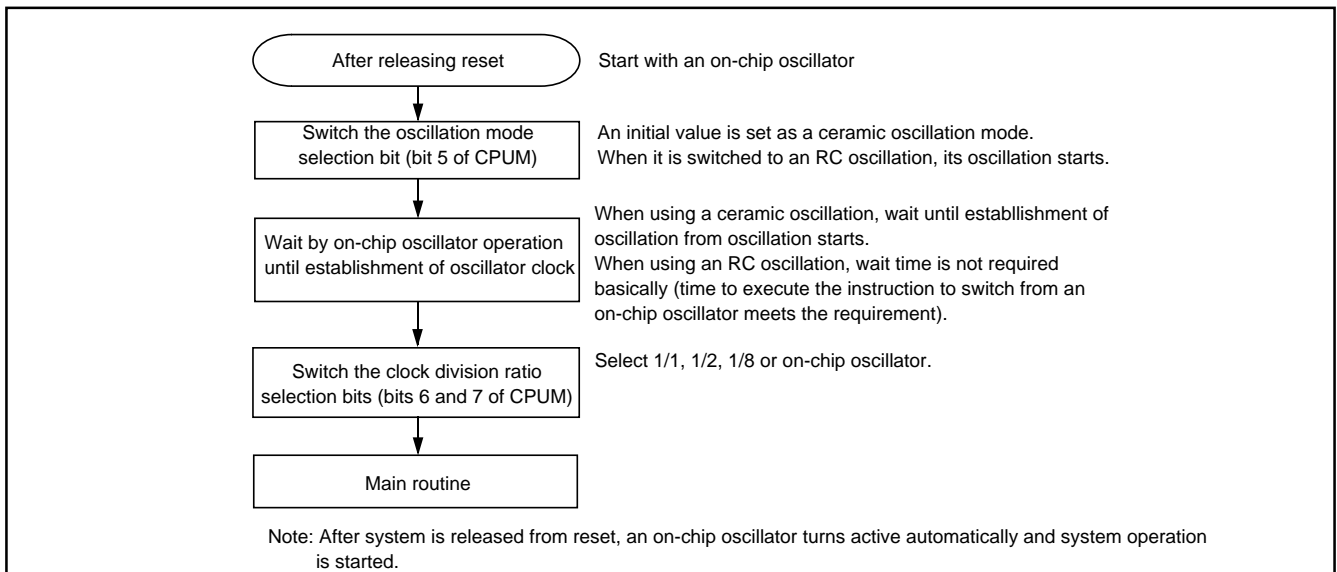 After releasing reset
Start with an on-chip oscillator
Switch the oscillation mode
selection bit (bit 5 of CPUM)
An initial value is set as a ceramic oscillation mode.
When it is switched to an RC oscillation, its oscillation starts.
Wait by on-chip oscillator operation
until establishment of oscillator clock
When using a ceramic oscillation, wait until establlishment of
oscillation from oscillation starts.
When using an RC oscillation, wait time is not required
basically (time to execute the instruction to switch from an
on-chip oscillator meets the requirement).
Switch the clock division ratio
selection bits (bits 6 and 7 of CPUM)
Select 1/1, 1/2, 1/8 or on-chip oscillator.
Main routine
Note: After system is released from reset, an on-chip oscillator turns active automatically and system operation
is started.